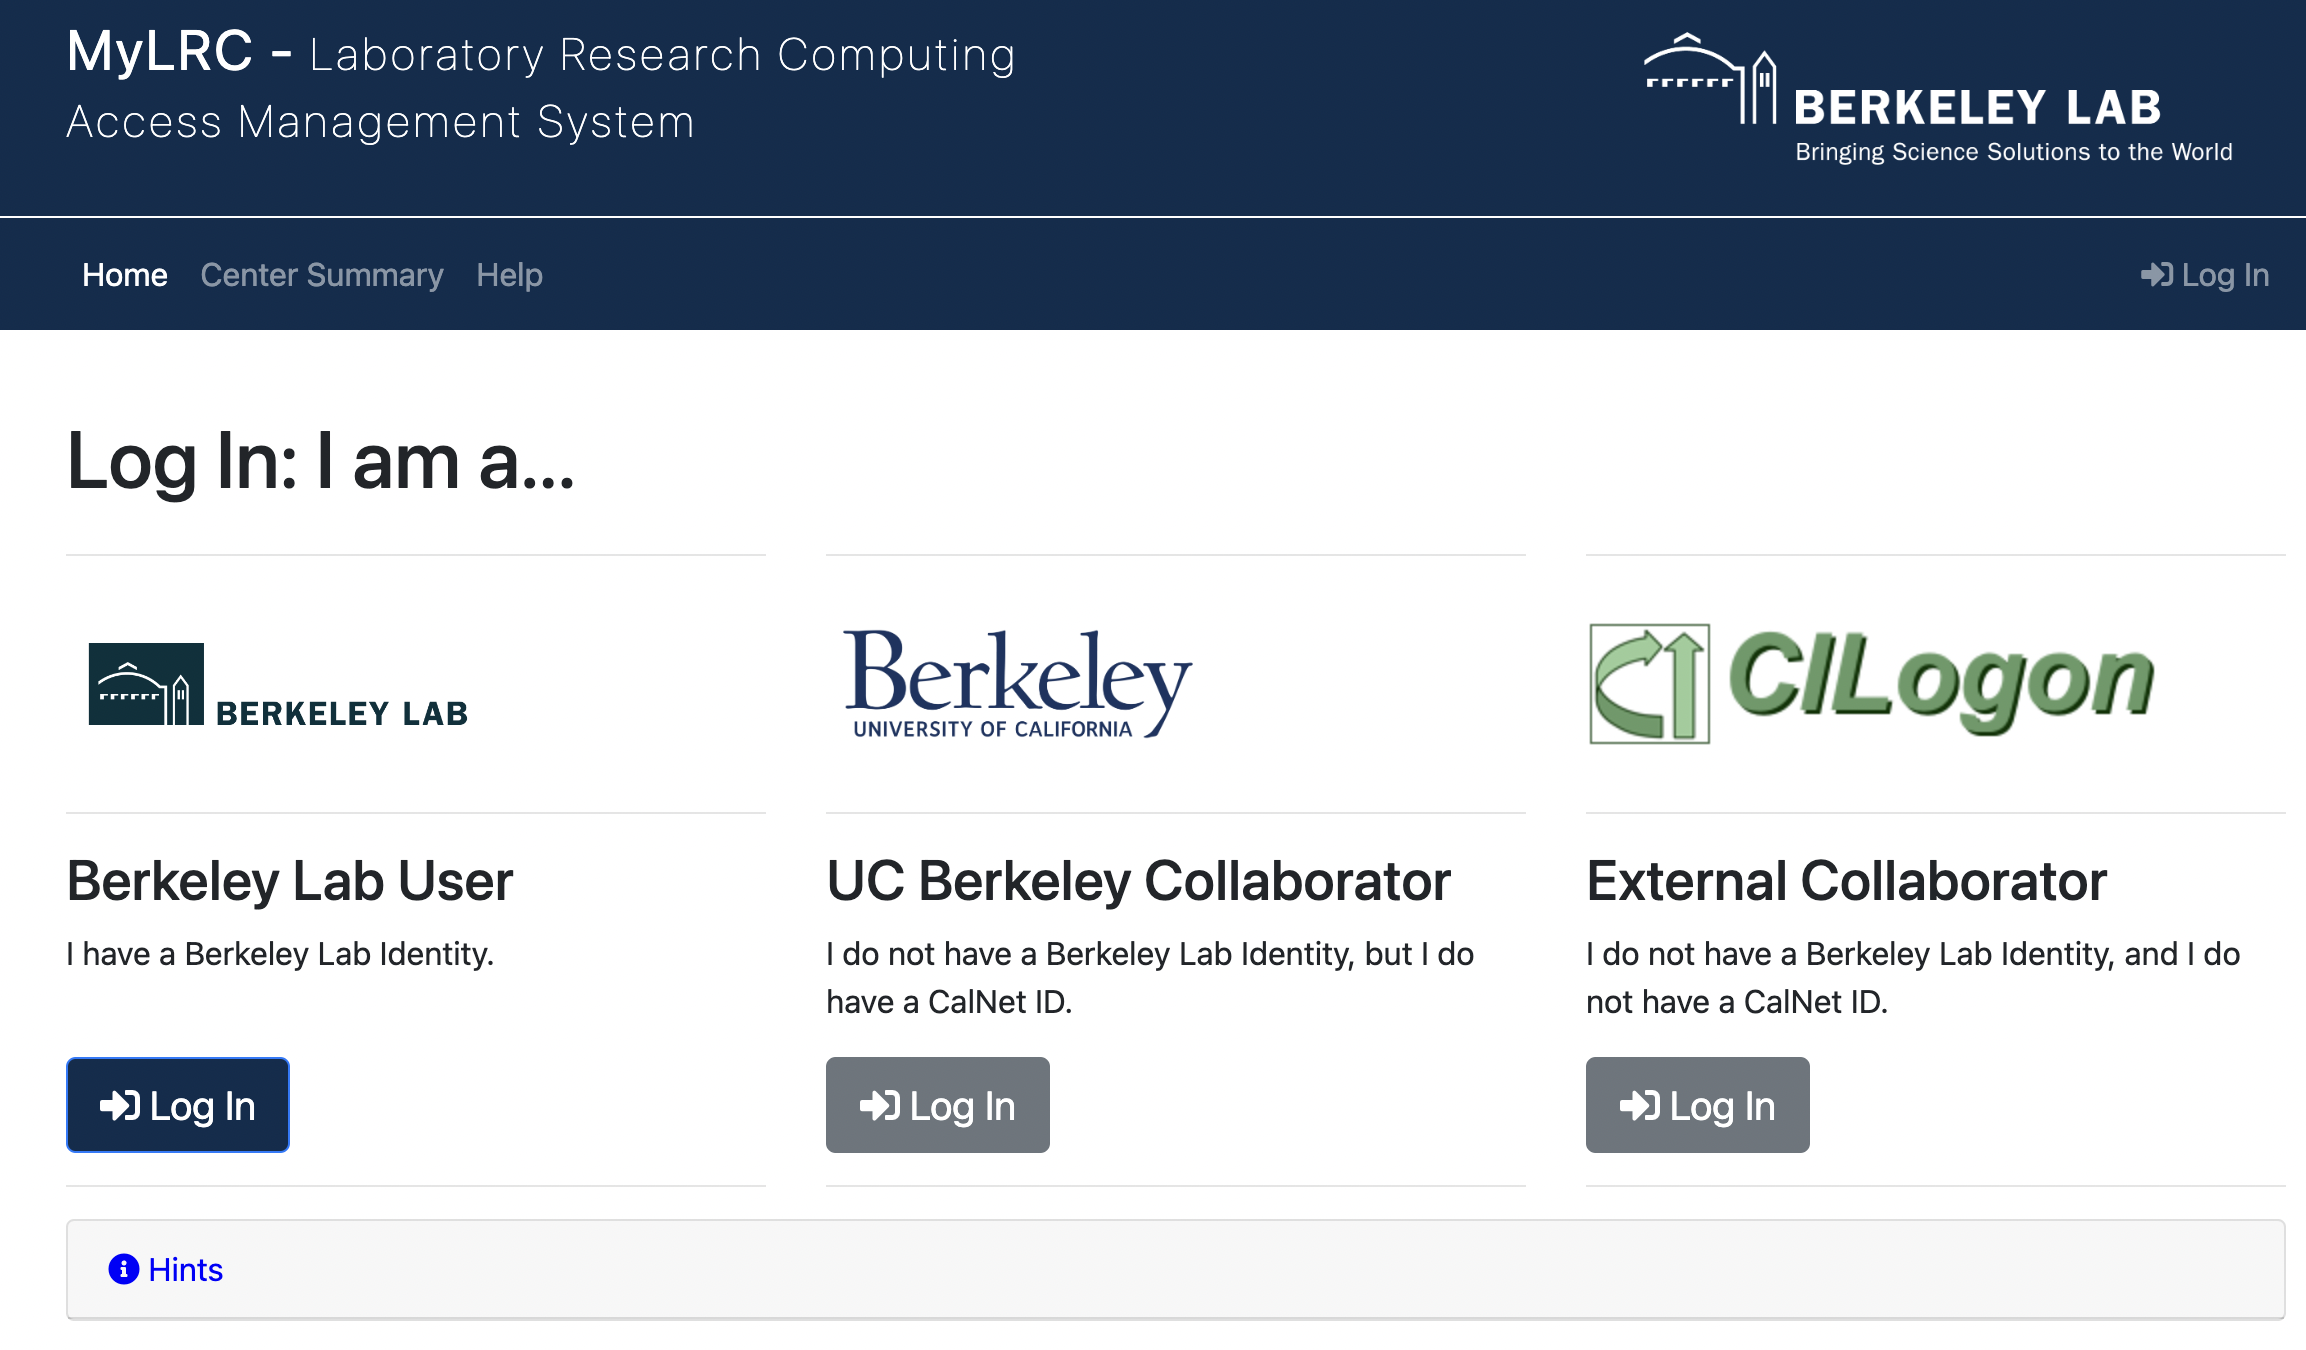 MyLRC - Laboratory Research Computing
Access Management System
BERKELEY LAB
Bringing Science Solutions to the World
Home Center Summary Help Log In
Log In: I am a...
BERKELEY LAB
Berkeley
UNIVERSITY OF CALIFORNIA
CILogon
Berkeley Lab User
I have a Berkeley Lab Identity.
Log In
UC Berkeley Collaborator
I do not have a Berkeley Lab Identity, but I do
have a CalNet ID.
Log In
External Collaborator
I do not have a Berkeley Lab Identity, and I do
not have a CalNet ID.
Log In
Hints